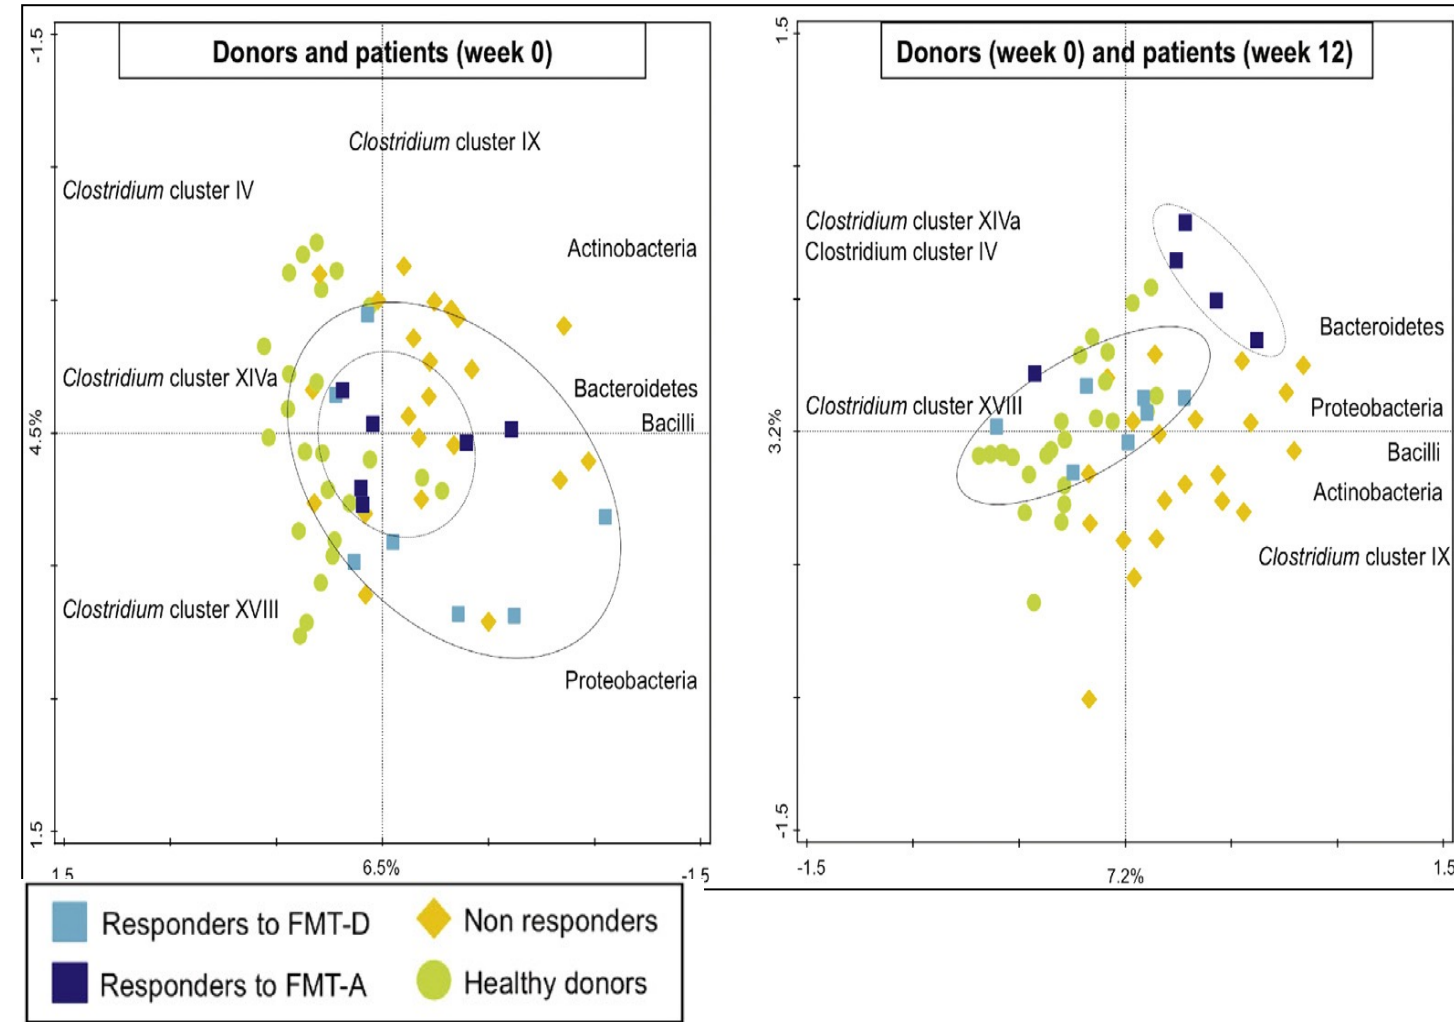 Donors and patients (week 0)
-1.5
Clostridium cluster IX
Clostridium cluster IV
Actinobacteria
Clostridium cluster XIVa
Bacteroidetes
Bacilli
4.5%
Clostridium cluster XVIII
Proteobacteria
1.5
1.5
6.5%
-1.5
Donors (week 0) and patients (week 12)
1.5
Clostridium cluster XIVa
Clostridium cluster IV
Bacteroidetes
Clostridium cluster XVIII
Proteobacteria
3.2%
Bacilli
Actinobacteria
Clostridium cluster IX
-1.5
-1.5
7.2%
1.5
Responders to FMT-D
Non responders
Responders to FMT-A
Healthy donors